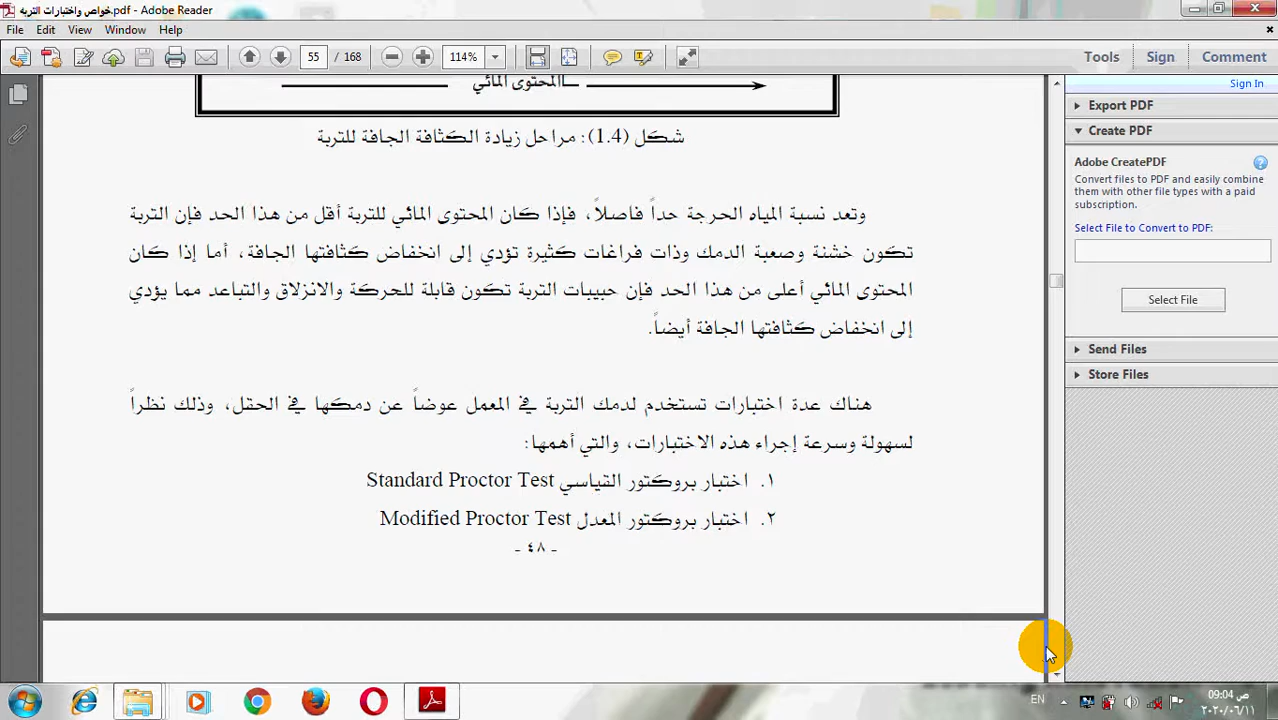 خواص واختبارات التربه.pdf - Adobe Reader
File Edit View Window Help
55 / 168 114% Tools Sign Comment
Sign In
Export PDF
Create PDF
Adobe CreatePDF
Convert files to PDF and easily combine
them with other file types with a paid
subscription.
Select File to Convert to PDF:
Select File
Send Files
Store Files
المحتوى المائي
شكل (1.4): مراحل زيادة الكثافة الجافة للتربة
وتعد نسبة المياه الحرجة حداً فاصلاً، فإذا كان المحتوى المائي للتربة أقل من هذا الحد فإن التربة
تكون خشنة وصعبة الدمك وذات فراغات كثيرة تؤدي إلى انخفاض كثافتها الجافة، أما إذا كان
المحتوى المائي أعلى من هذا الحد فإن حبيبات التربة تكون قابلة للحركة والانزلاق والتباعد مما يؤدي
إلى انخفاض كثافتها الجافة أيضاً.
هناك عدة اختبارات تستخدم لدمك التربة في المعمل عوضاً عن دمكها في الحقل، وذلك نظراً
لسهولة وسرعة إجراء هذه الاختبارات، والتي أهمها:
١. اختبار بروكتور القياسي Standard Proctor Test
٢. اختبار بروكتور المعدل Modified Proctor Test
- ٤٨ -
EN
09:04 ص
٢٠٢٠/٠٦/١١